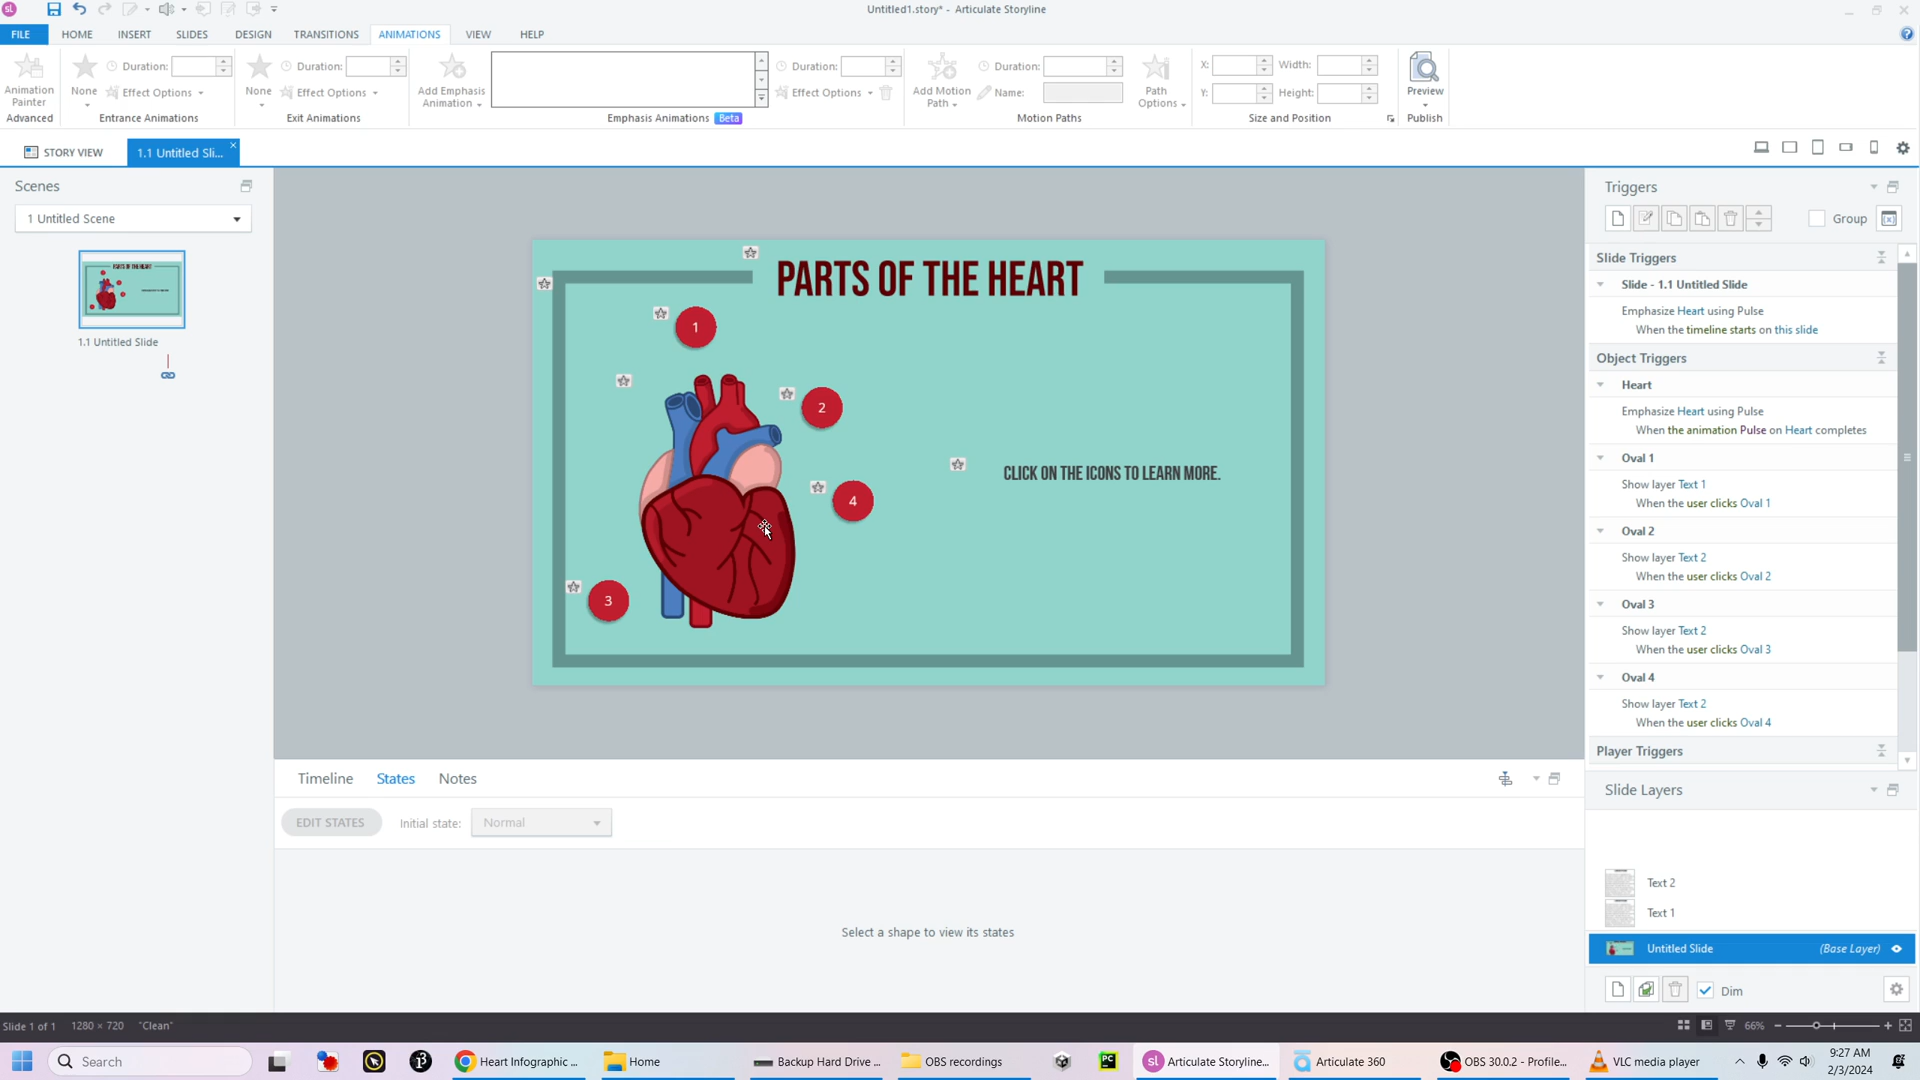 sl
Untitled1.story* - Articulate Storyline
FILE HOME INSERT SLIDES DESIGN TRANSITIONS ANIMATIONS VIEW HELP
Animation Painter
Advanced
None
Duration:
Effect Options
Entrance Animations
None
Duration:
Effect Options
Exit Animations
Add Emphasis Animation
Duration:
Effect Options
Emphasis Animations Beta
Add Motion Path
Duration:
Name:
Path Options
Motion Paths
X: Width:
Y: Height:
Size and Position
Preview
Publish
STORY VIEW
1.1 Untitled Sli...
Scenes
1 Untitled Scene
PARTS OF THE HEART
1.1 Untitled Slide
PARTS OF THE HEART
1
2
CLICK ON THE ICONS TO LEARN MORE.
4
3
Triggers
Group
Slide Triggers
Slide - 1.1 Untitled Slide
Emphasize Heart using Pulse
When the timeline starts on this slide
Object Triggers
Heart
Emphasize Heart using Pulse
When the animation Pulse on Heart completes
Oval 1
Show layer Text 1
When the user clicks Oval 1
Oval 2
Show layer Text 2
When the user clicks Oval 2
Oval 3
Show layer Text 2
When the user clicks Oval 3
Oval 4
Show layer Text 2
When the user clicks Oval 4
Player Triggers
Timeline States Notes
EDIT STATES Initial state: Normal
Select a shape to view its states
Slide Layers
Text 2
Text 1
Untitled Slide (Base Layer)
Dim
Slide 1 of 1 1280 × 720 "Clean"
66%
Search
Heart Infographic ...
Home
Backup Hard Drive ...
OBS recordings
PC
sl Articulate Storyline...
Articulate 360
OBS 30.0.2 - Profile...
VLC media player
9:27 AM
2/3/2024